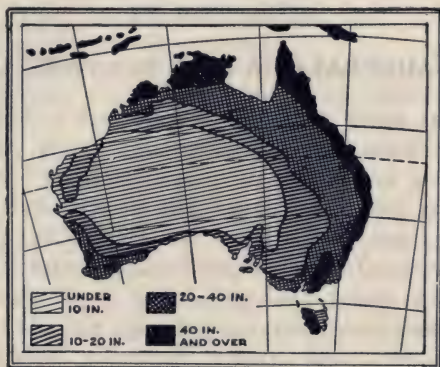 UNDER
10 IN.
10-20 IN.
20-40 IN.
40 IN.
AND OVER